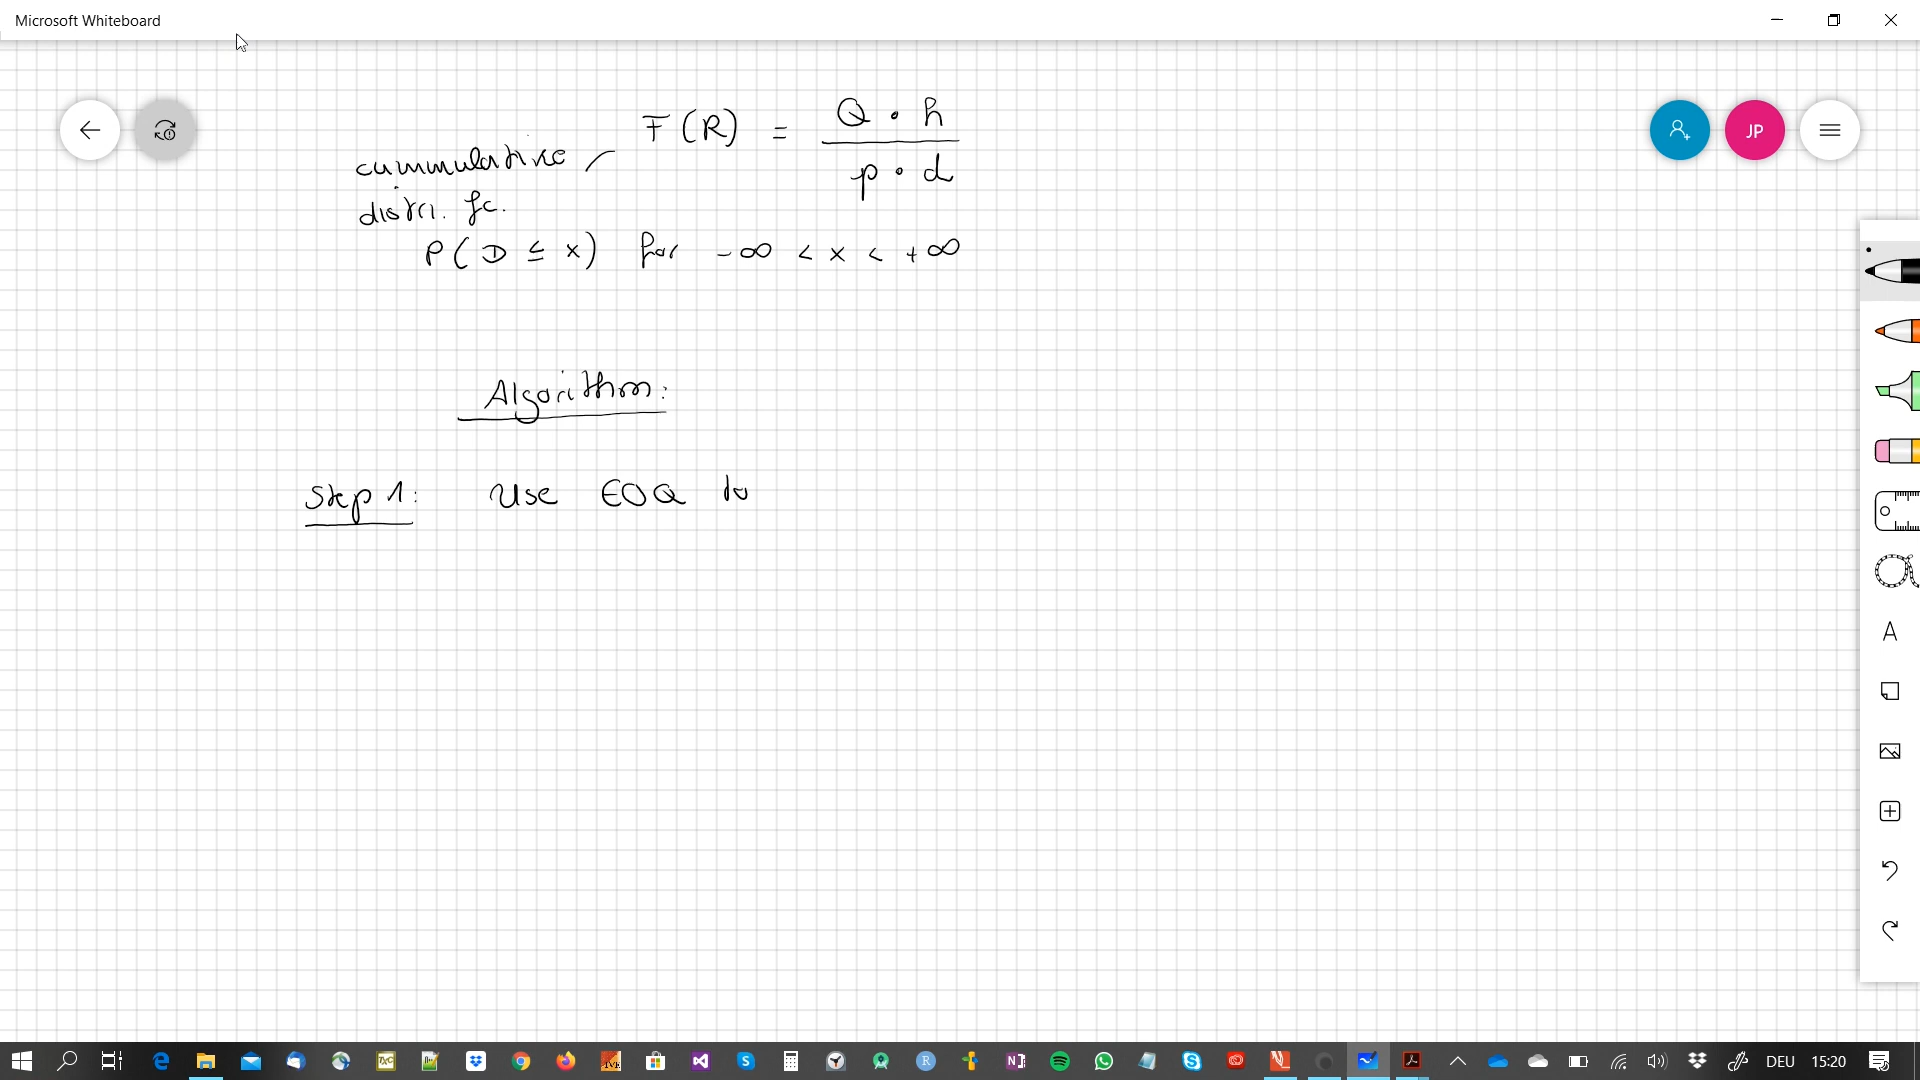 Microsoft Whiteboard
F(R) = Q · h / p · d
cummulative
distri. fc.
P(D ≤ x) for -∞ < x < +∞
JP
Algorithm:
Step 1: Use EOQ to
A
DEU 15:20